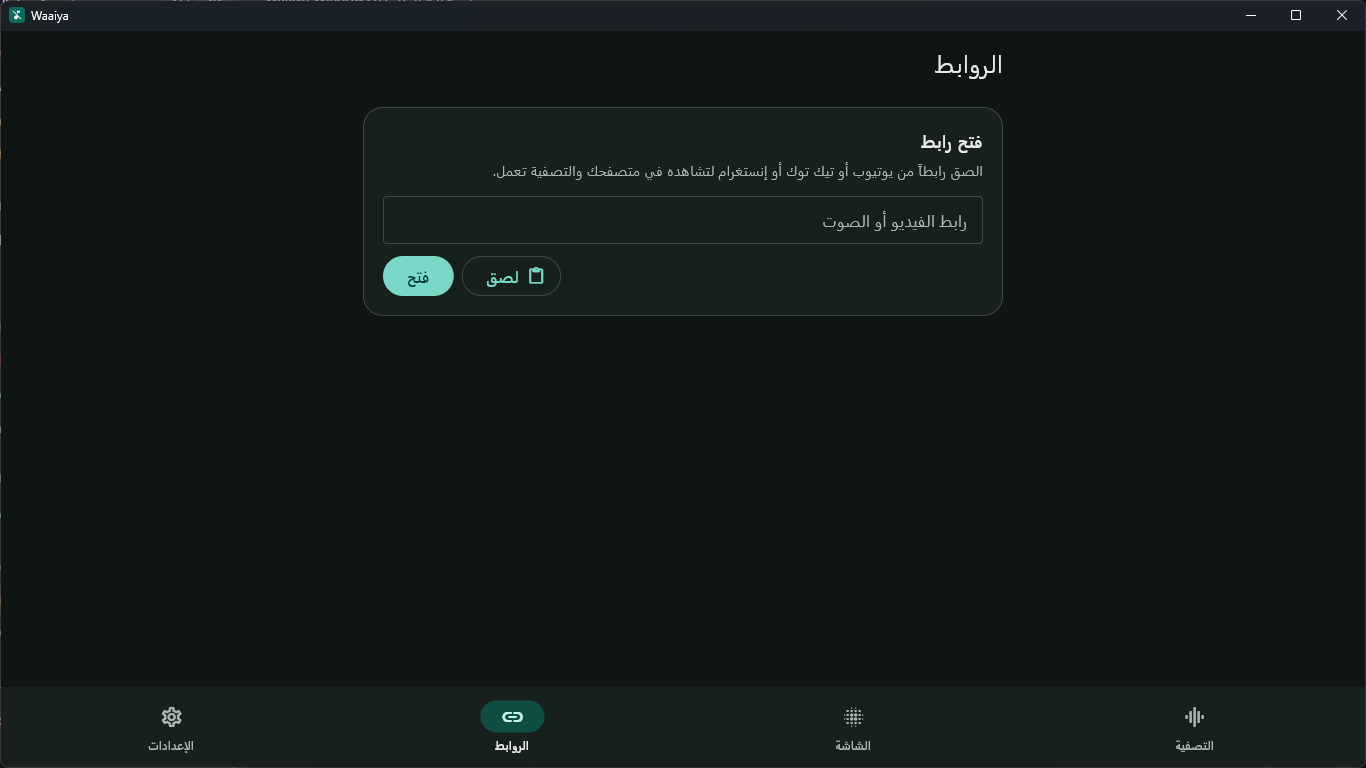 Waaiya
الروابط
فتح رابط
الصق رابطاً من يوتيوب أو تيك توك أو إنستغرام لتشاهده في متصفحك والتصفية تعمل.
رابط الفيديو أو الصوت
لصق
فتح
التصفية
الشاشة
الروابط
الإعدادات